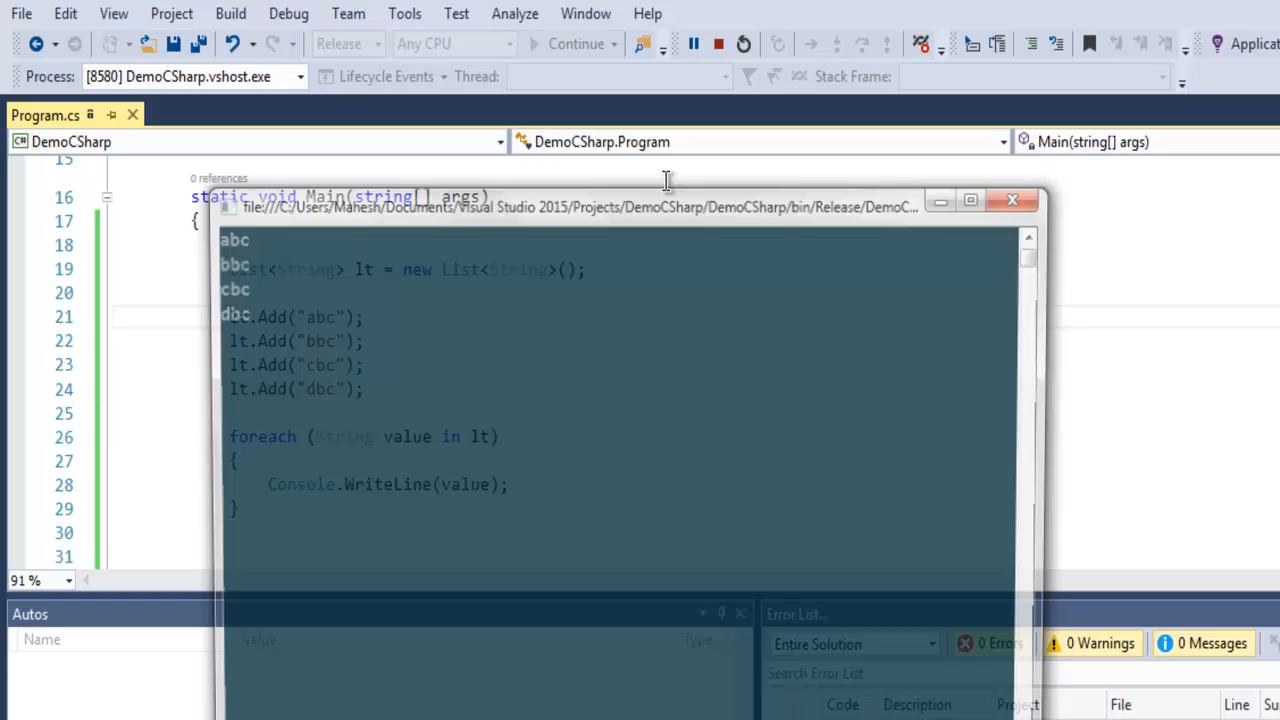 File Edit View Project Build Debug Team Tools Test Analyze Window Help
Release Any CPU Continue Applicat
Process: [8580] DemoCSharp.vshost.exe Lifecycle Events Thread: Stack Frame:
Program.cs
DemoCSharp DemoCSharp.Program Main(string[] args)
15
0 references
16 static void Main(string[] args)
file:///C:/Users/Mahesh/Documents/Visual Studio 2015/Projects/DemoCSharp/DemoCSharp/bin/Release/DemoC...
17 {
18
abc
bbc
cbc
dbc
19 List<String> lt = new List<String>();
20
21 lt.Add("abc");
22 lt.Add("bbc");
23 lt.Add("cbc");
24 lt.Add("dbc");
25
26 foreach (String value in lt)
27 {
28 Console.WriteLine(value);
29 }
30
31
91 %
Autos Error List...
Name Value Type Entire Solution 0 Errors 0 Warnings 0 Messages
Search Error List
Code Description Project File Line Su